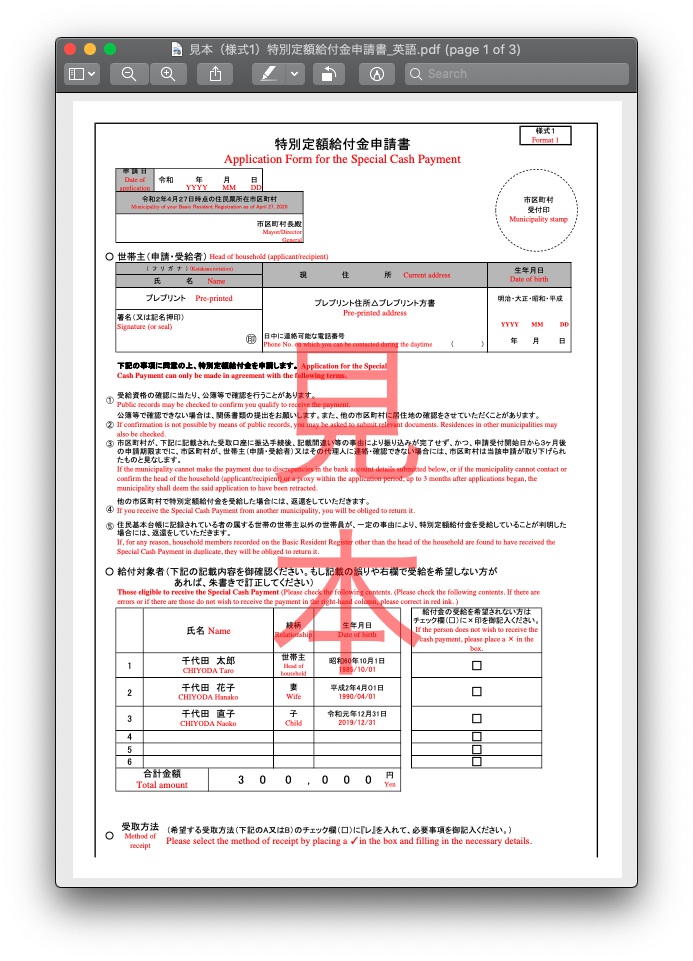 見本（様式1）特別定額給付金申請書_英語.pdf (page 1 of 3)
Search
様式1
Format 1
特別定額給付金申請書
Application Form for the Special Cash Payment
申請日
Date of application
令和 年 月 日
YYYY MM DD
令和2年4月27日時点の住民票所在市区町村
Municipality of your Basic Resident Registration as of April 27, 2020
市区町村長殿
Mayor/Director
General
市区町村
受付印
Municipality stamp
○ 世帯主（申請・受給者） Head of household (applicant/recipient)
（フリガナ）(Katakana notation)
氏 名 Name
現 住 所 Current address
生年月日
Date of birth
プレプリント Pre-printed
プレプリント住所△プレプリント方書
Pre-printed address
明治・大正・昭和・平成
YYYY MM DD
年 月 日
署名（又は記名押印）
Signature (or seal)
印
日中に連絡可能な電話番号
Phone No. on which you can be contacted during the daytime （ ）
下記の事項に同意の上、特別定額給付金を申請します。Application for the Special
Cash Payment can only be made in agreement with the following terms.
① 受給資格の確認に当たり、公簿等で確認を行うことがあります。
Public records may be checked to confirm you qualify to receive the payment.
公簿等で確認できない場合は、関係書類の提出をお願いします。また、他の市区町村に居住地の確認をさせていただくことがあります。
② If confirmation is not possible by means of public records, you may be asked to submit relevant documents. Residences in other municipalities may
also be checked.
③ 市区町村が、下記に記載された受取口座に振込手続後、記載間違い等の事由により振り込みが完了せず、かつ、申請受付開始日から3ヶ月後
の申請期限までに、市区町村が、世帯主（申請・受給者）又はその代理人に連絡・確認できない場合には、市区町村は当該申請が取り下げられ
たものと見なします。
If the municipality cannot make the payment due to discrepancies in the bank account details submitted below, or if the municipality cannot contact or
confirm the head of the household (applicant/recipient) or a proxy within the application period, up to 3 months after applications began, the
municipality shall deem the said application to have been retracted.
他の市区町村で特別定額給付金を受給した場合には、返還をしていただきます。
④ If you receive the Special Cash Payment from another municipality, you will be obliged to return it.
⑤ 住民基本台帳に記録されている者の属する世帯の世帯主以外の世帯員が、一定の事由により、特別定額給付金を受給していることが判明した
場合には、返還をしていただきます。
If, for any reason, household members recorded on the Basic Resident Register other than the head of the household are found to have received the
Special Cash Payment in duplicate, they will be obliged to return it.
○ 給付対象者（下記の記載内容を御確認ください。もし記載の誤りや右欄で受給を希望しない方が
あれば、朱書きで訂正してください）
Those eligible to receive the Special Cash Payment (Please check the following contents. (Please check the following contents. If there are
errors or if there are those do not wish to receive the payment in the right-hand column, please correct in red ink. )
氏名 Name
続柄
Relationship
生年月日
Date of birth
給付金の受給を希望されない方は
チェック欄（□）に×印を御記入ください。
If the person does not wish to receive the
cash payment, please place a × in the
box.
1 千代田 太郎 世帯主 昭和60年10月1日 □
CHIYODA Taro Head of household 1985/10/01
2 千代田 花子 妻 平成2年4月01日 □
CHIYODA Hanako Wife 1990/04/01
3 千代田 直子 子 令和元年12月31日 □
CHIYODA Naoko Child 2019/12/31
4 □
5 □
6 □
合計金額 300,000 円
Total amount Yen
○ 受取方法 （希望する受取方法（下記のA又はB）のチェック欄（□）に『レ』を入れて、必要事項を御記入ください。）
Method of receipt Please select the method of receipt by placing a ✓ in the box and filling in the necessary details.
見本